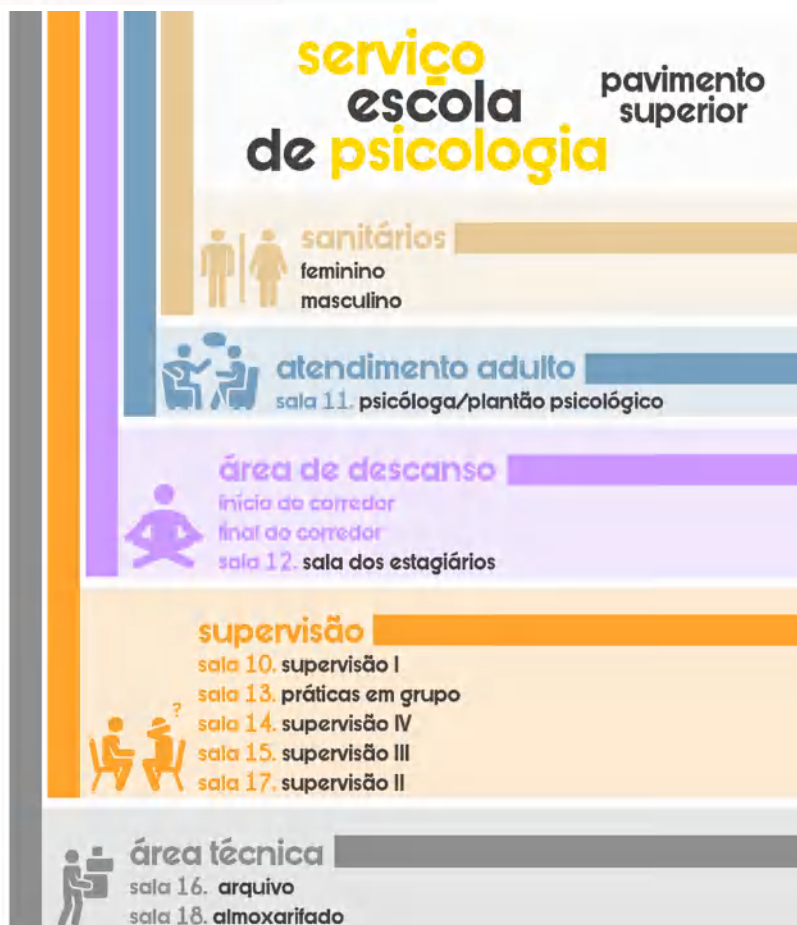 serviço
escola
de psicologia
pavimento
superior
sanitários
feminino
masculino
atendimento adulto
sala 11. psicóloga/plantão psicológico
área de descanso
início do corredor
final do corredor
sala 12. sala dos estagiários
supervisão
sala 10. supervisão I
sala 13. práticas em grupo
sala 14. supervisão IV
sala 15. supervisão III
sala 17. supervisão II
?
área técnica
sala 16. arquivo
sala 18. almoxarifado